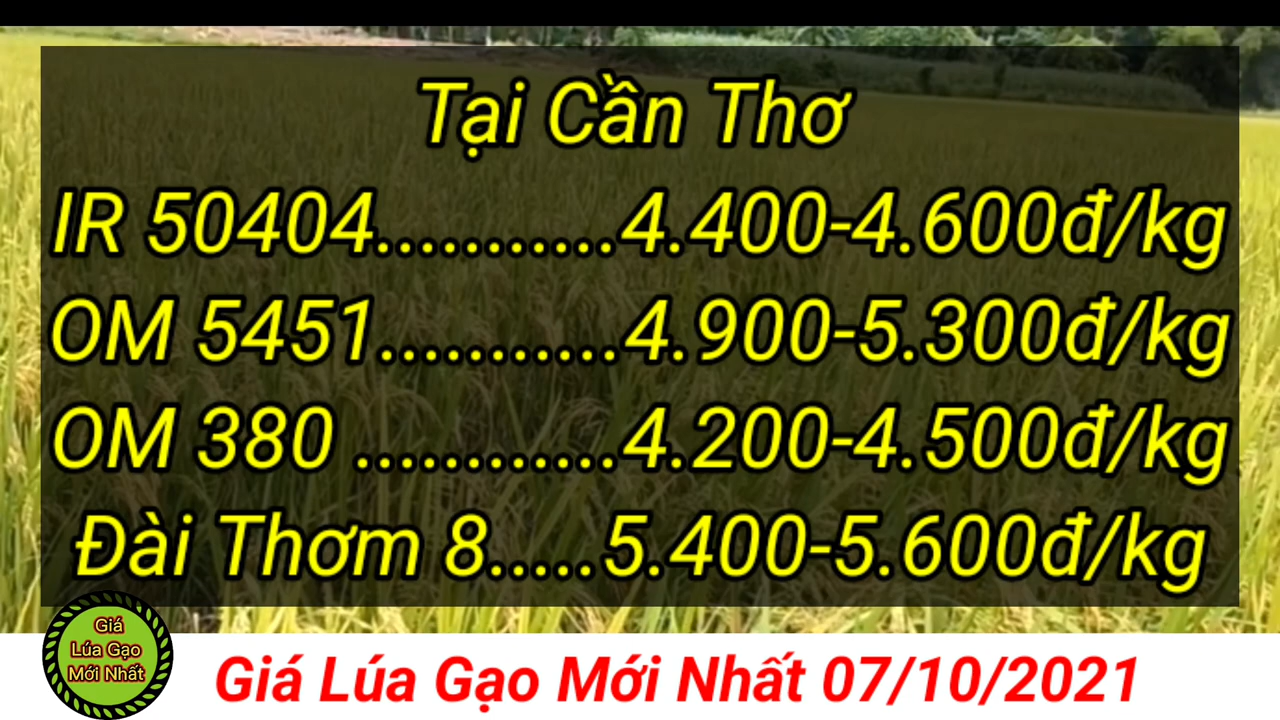 Tại Cần Thơ
IR 50404...........4.400-4.600đ/kg
OM 5451...........4.900-5.300đ/kg
OM 380 ............4.200-4.500đ/kg
Đài Thơm 8.....5.400-5.600đ/kg
Giá
Lúa Gạo
Mới Nhất
Giá Lúa Gạo Mới Nhất 07/10/2021